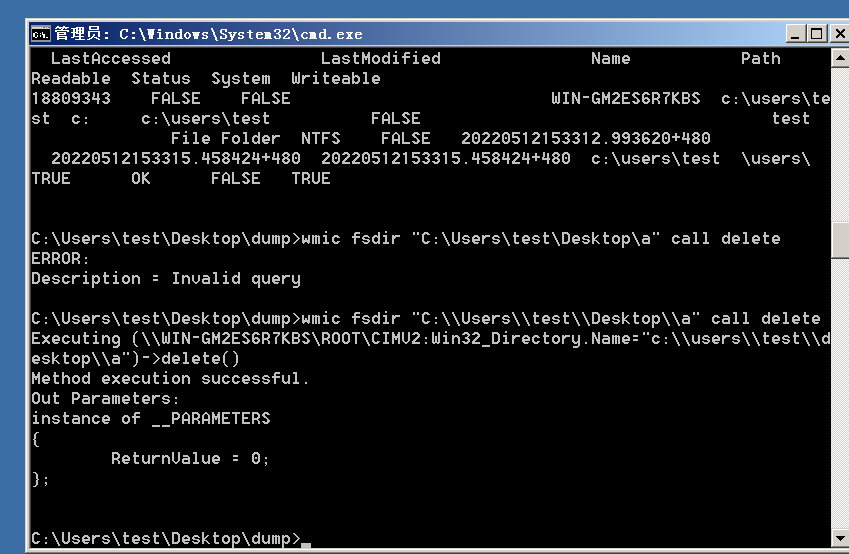 管理员: C:\Windows\System32\cmd.exe
LastAccessed LastModified Name Path
Readable Status System Writeable
18809343 FALSE FALSE WIN-GM2ES6R7KBS c:\users\te
st c: c:\users\test FALSE test
File Folder NTFS FALSE 20220512153312.993620+480
20220512153315.458424+480 20220512153315.458424+480 c:\users\test \users\
TRUE OK FALSE TRUE
C:\Users\test\Desktop\dump>wmic fsdir "C:\Users\test\Desktop\a" call delete
ERROR:
Description = Invalid query
C:\Users\test\Desktop\dump>wmic fsdir "C:\\Users\\test\\Desktop\\a" call delete
Executing (\\WIN-GM2ES6R7KBS\ROOT\CIMV2:Win32_Directory.Name="c:\\users\\test\\d
esktop\\a")->delete()
Method execution successful.
Out Parameters:
instance of __PARAMETERS
{
ReturnValue = 0;
};
C:\Users\test\Desktop\dump>